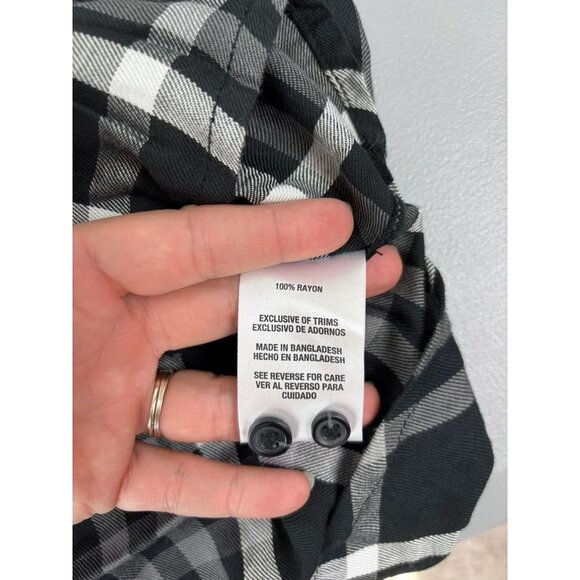 100% RAYON
EXCLUSIVE OF TRIMS
EXCLUSIVO DE ADORNOS
MADE IN BANGLADESH
HECHO EN BANGLADESH
SEE REVERSE FOR CARE
VER AL REVERSO PARA
CUIDADO